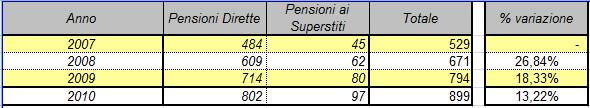 Anno Pensioni Dirette Pensioni ai Superstiti Totale % variazione
2007 484 45 529 -
2008 609 62 671 26,84%
2009 714 80 794 18,33%
2010 802 97 899 13,22%